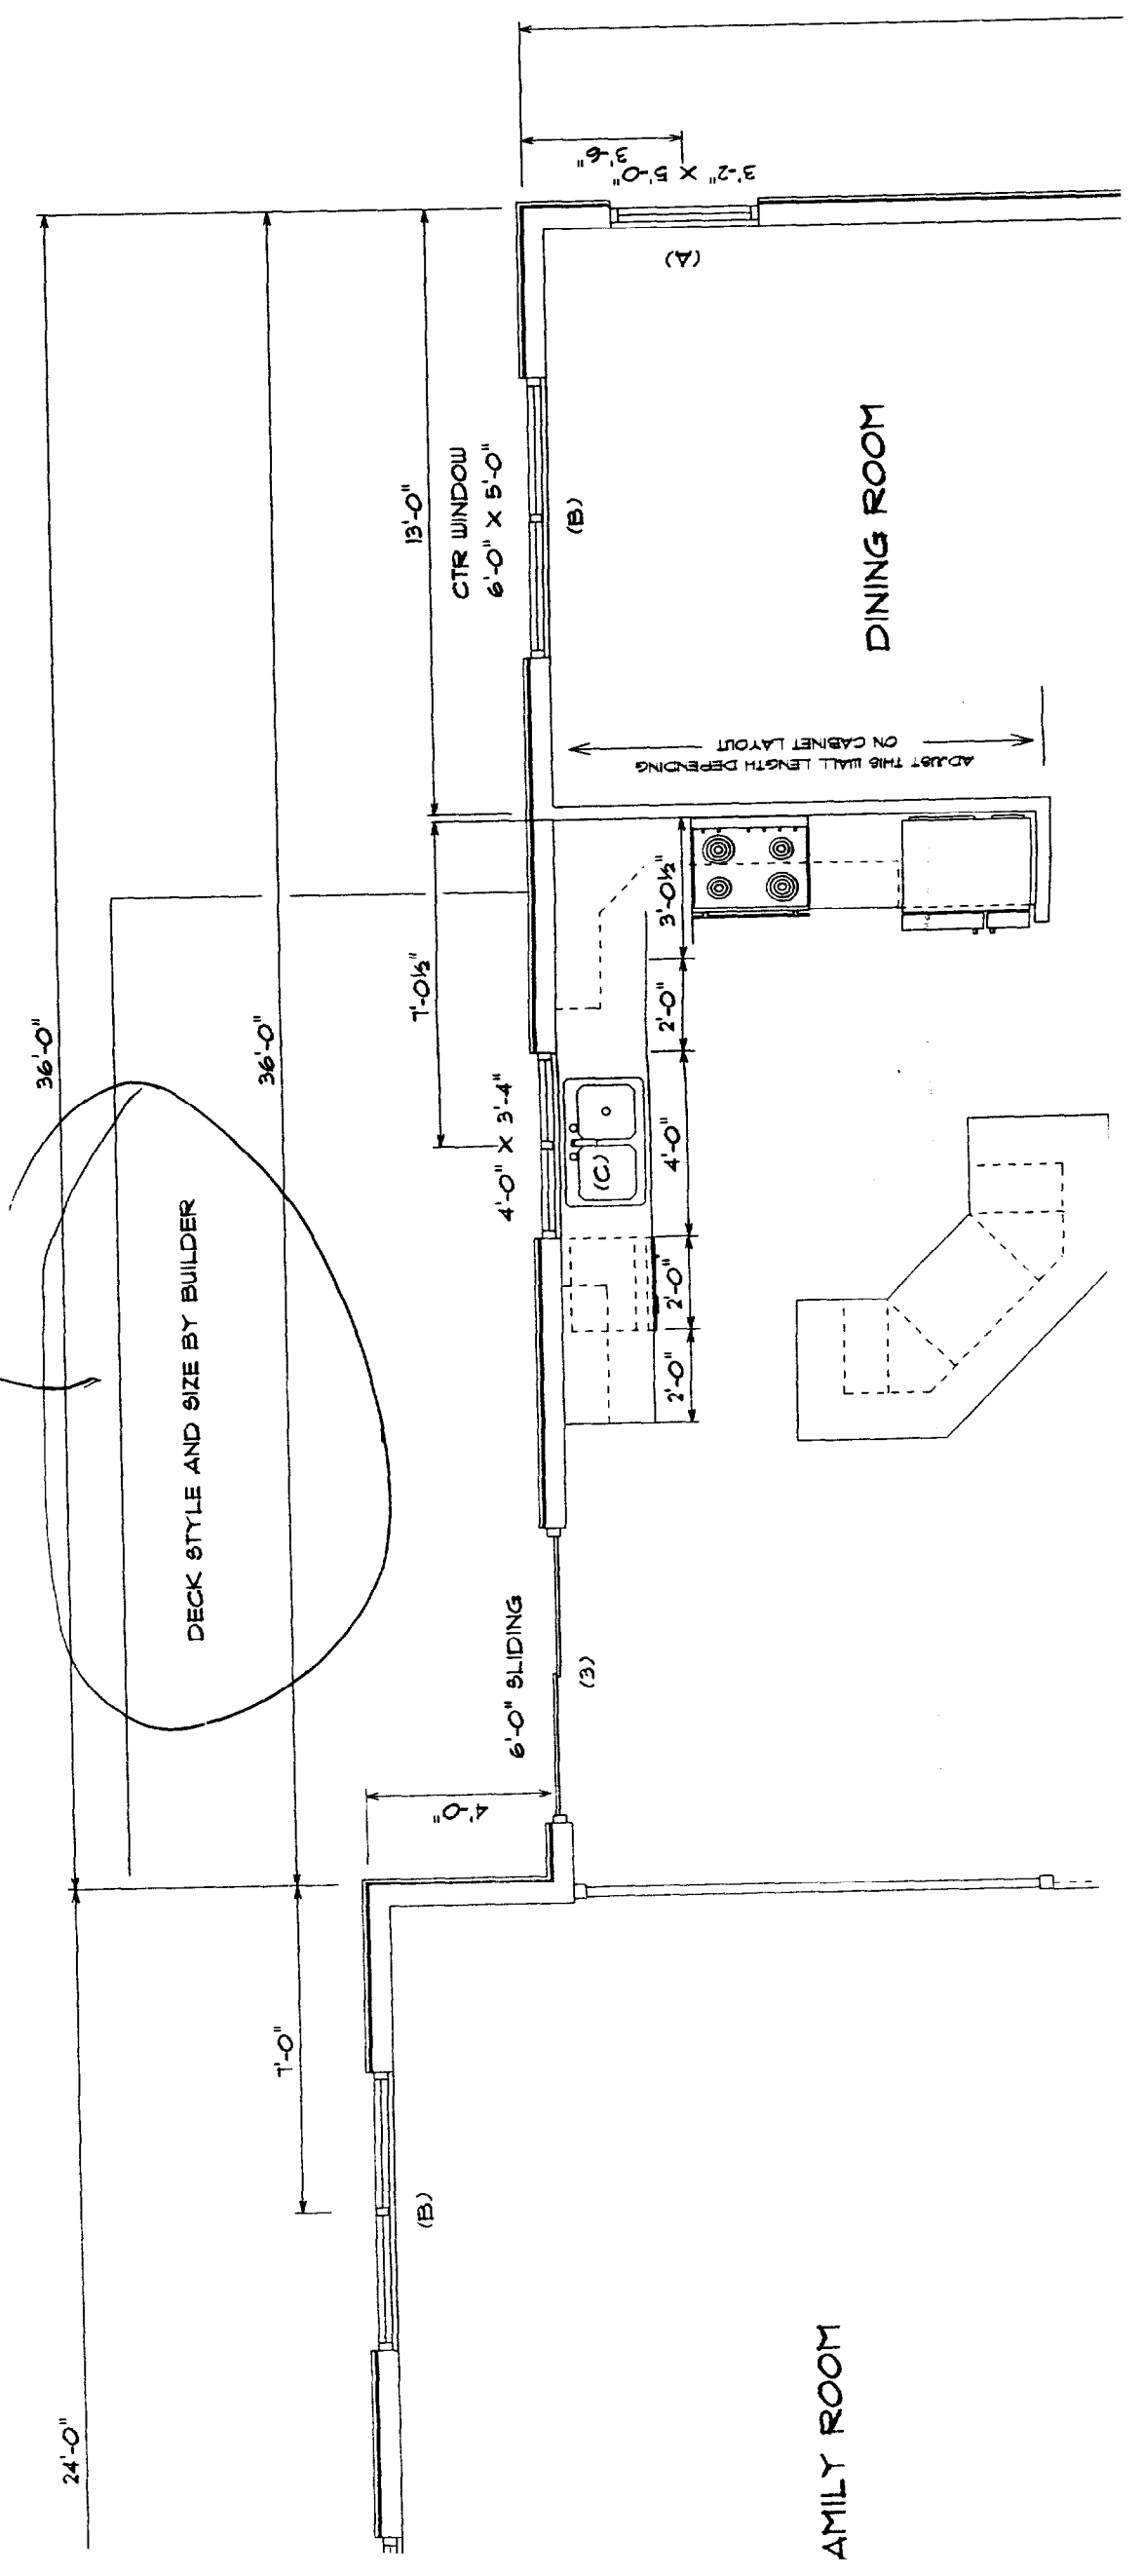 24'-0"
36'-0"
36'-0"
DECK STYLE AND SIZE BY BUILDER
7'-0"
4'-0"
13'-0"
7'-0½"
CTR WINDOW
6'-0" X 5'-0"
4'-0" X 3'-4"
6'-0" SLIDING
3'-6"
3'-2" X 5'-0"
(B)
(3)
(C)
(B)
(A)
2'-0"
2'-0"
4'-0"
2'-0"
3'-0½"
ADJUST THIS WALL LENGTH DEPENDING
ON CABINET LAYOUT
AMILY ROOM
DINING ROOM